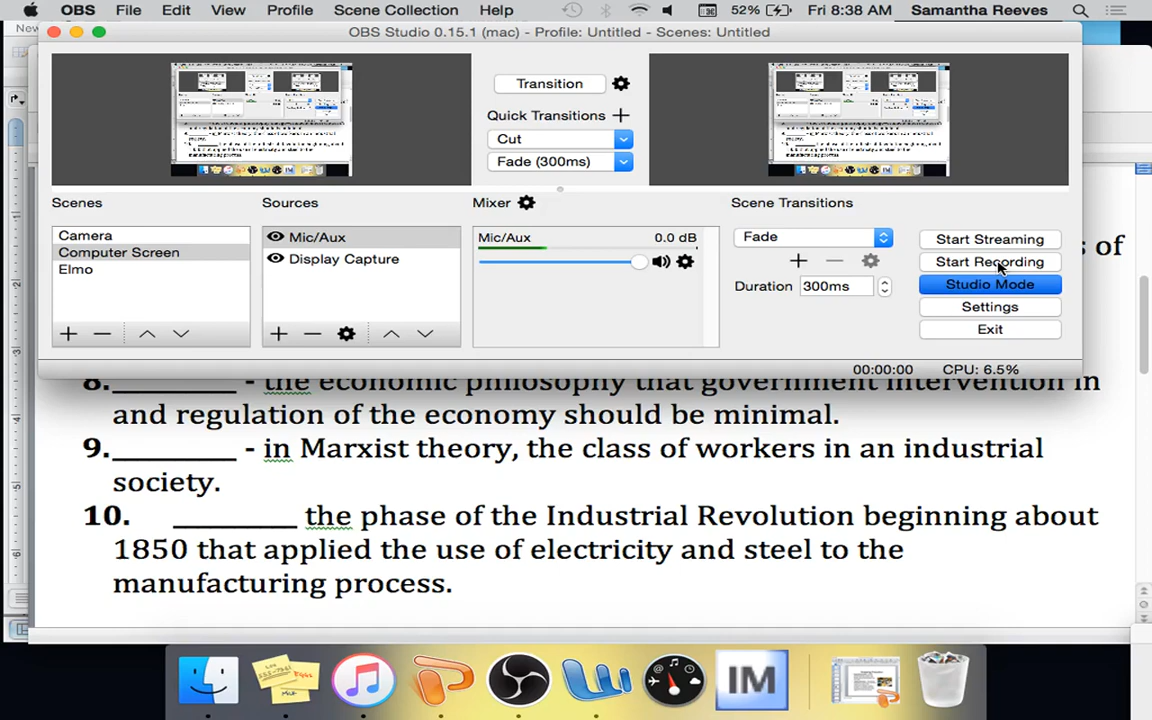 OBS File Edit View Profile Scene Collection Help 52% Fri 8:38 AM Samantha Reeves
New
OBS Studio 0.15.1 (mac) - Profile: Untitled - Scenes: Untitled
Transition
Quick Transitions
Cut
Fade (300ms)
Scenes Sources Mixer Scene Transitions
Camera
Computer Screen
Elmo
Mic/Aux
Display Capture
Mic/Aux 0.0 dB
Fade
Duration 300ms
Start Streaming
Start Recording
Studio Mode
Settings
Exit
00:00:00 CPU: 6.5%
s of
8._______ - the economic philosophy that government intervention in
and regulation of the economy should be minimal.
9._______ - in Marxist theory, the class of workers in an industrial
society.
10. _______ the phase of the Industrial Revolution beginning about
1850 that applied the use of electricity and steel to the
manufacturing process.
IM